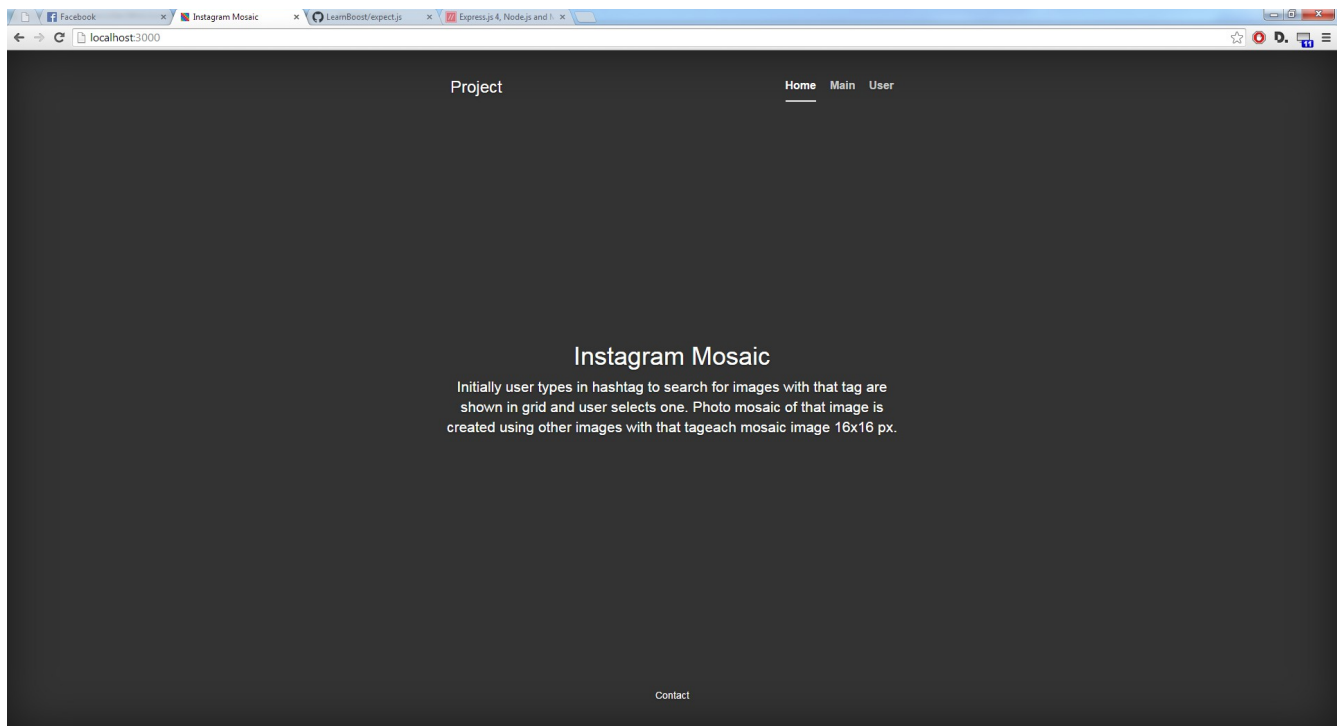 Facebook
Instagram Mosaic
LearnBoost/expect.js
Express.js 4, Node.js and
localhost:3000
D.
11
Project
Home Main User
Instagram Mosaic
Initially user types in hashtag to search for images with that tag are
shown in grid and user selects one. Photo mosaic of that image is
created using other images with that tageach mosaic image 16x16 px.
Contact